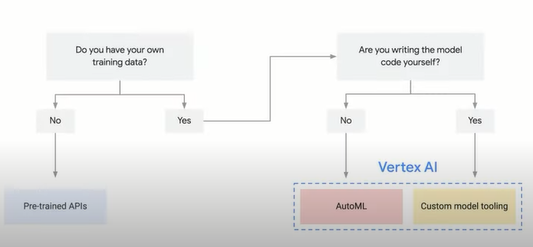 Do you have your own
training data?
No
Yes
Pre-trained APIs
Are you writing the model
code yourself?
No
Yes
Vertex AI
AutoML
Custom model tooling